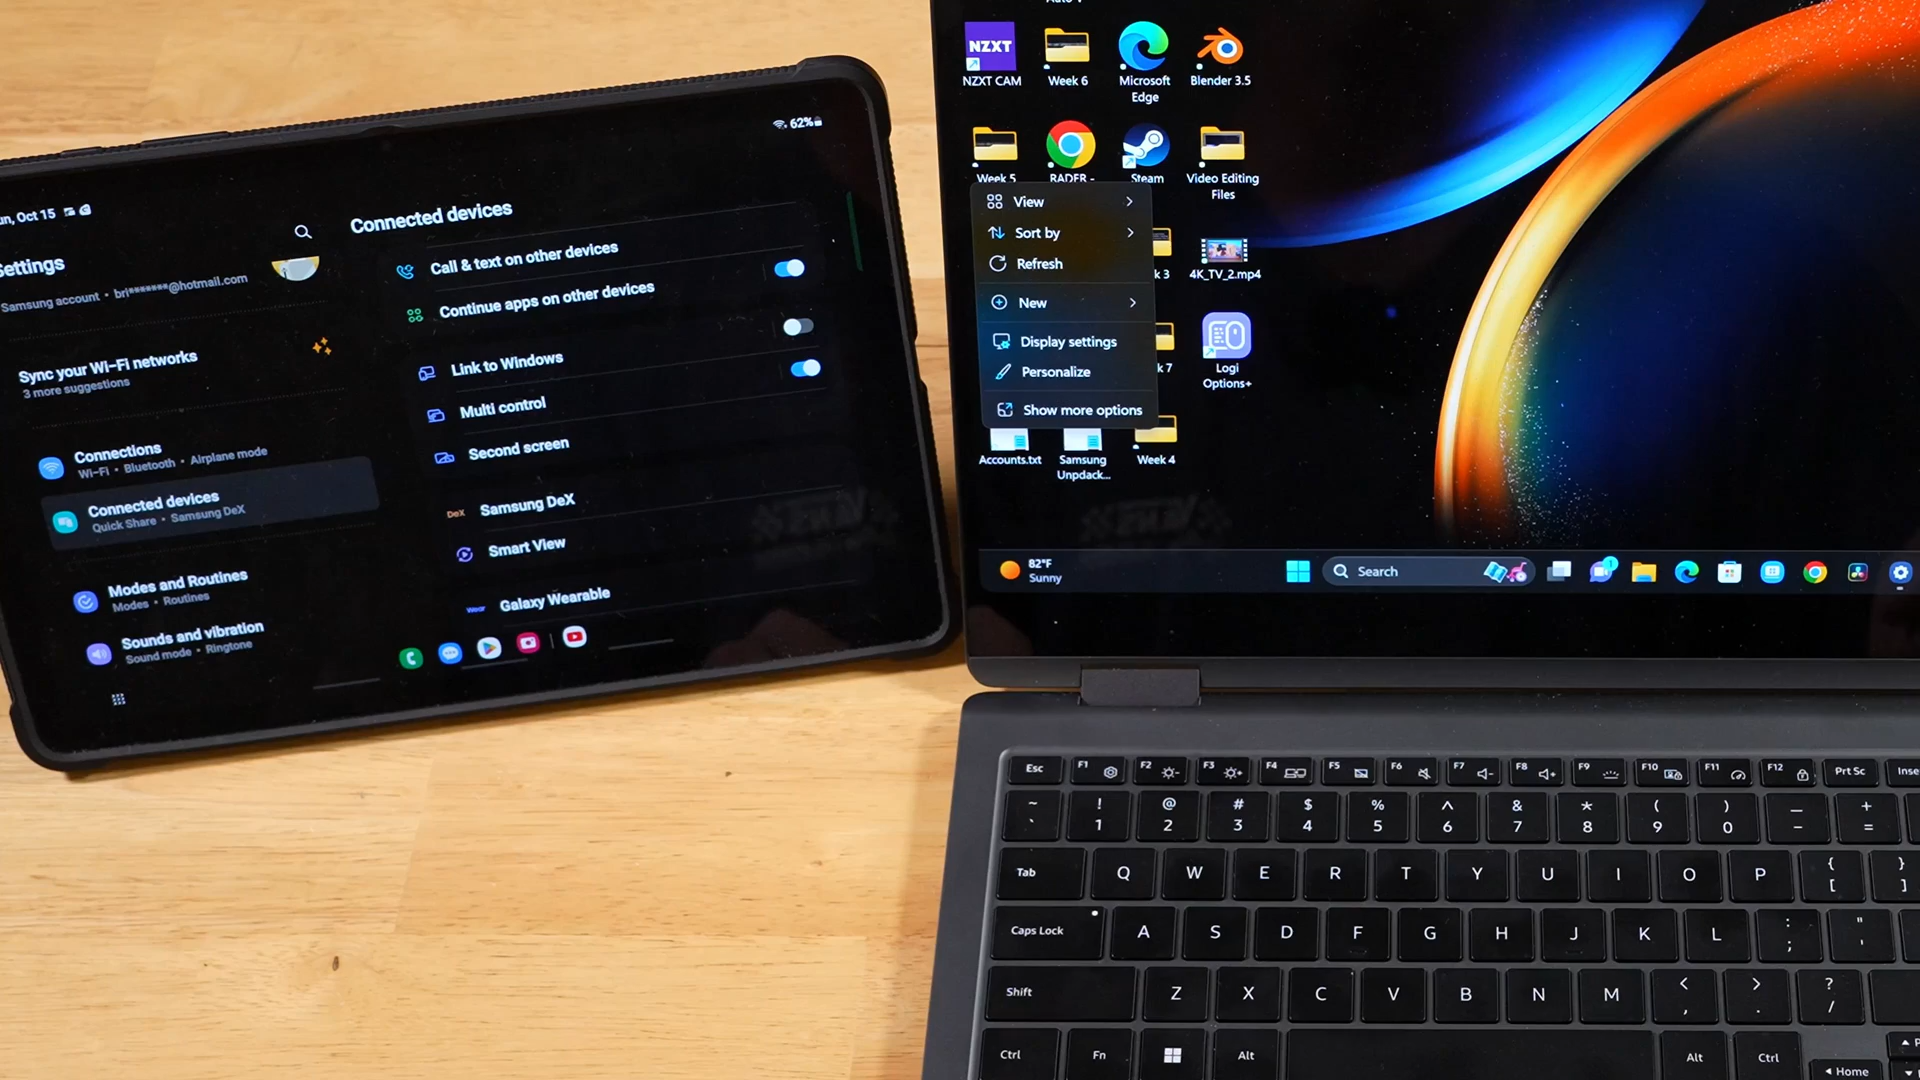 un, Oct 15
62%
Settings
Samsung account • bri*******@hotmail.com
Sync your Wi-Fi networks
3 more suggestions
Connections
Wi-Fi • Bluetooth • Airplane mode
Connected devices
Quick Share • Samsung DeX
Modes and Routines
Modes • Routines
Sounds and vibration
Sound mode • Ringtone
Connected devices
Call & text on other devices
Continue apps on other devices
Link to Windows
Multi control
Second screen
DeX Samsung DeX
Smart View
Wear Galaxy Wearable
NZXT
NZXT CAM
Week 6
Microsoft
Edge
Blender 3.5
Week 5
RADER -
Steam
Video Editing
Files
View
Sort by
Refresh
New
Display settings
Personalize
Show more options
k 3
4K_TV_2.mp4
k 7
Logi
Options+
Accounts.txt
Samsung
Unpdack...
Week 4
82°F
Sunny
Search
1
Esc F1 F2 F3 F4 F5 F6 F7 F8 F9 F10 F11 F12 Prt Sc Inse
~ ! @ # $ % ^ & * ( ) — +
` 1 2 3 4 5 6 7 8 9 0 - =
Tab Q W E R T Y U I O P { [ } ]
Caps Lock A S D F G H J K L : ; " '
Shift Z X C V B N M < , > . ? /
Ctrl Fn Alt Alt Ctrl
Home